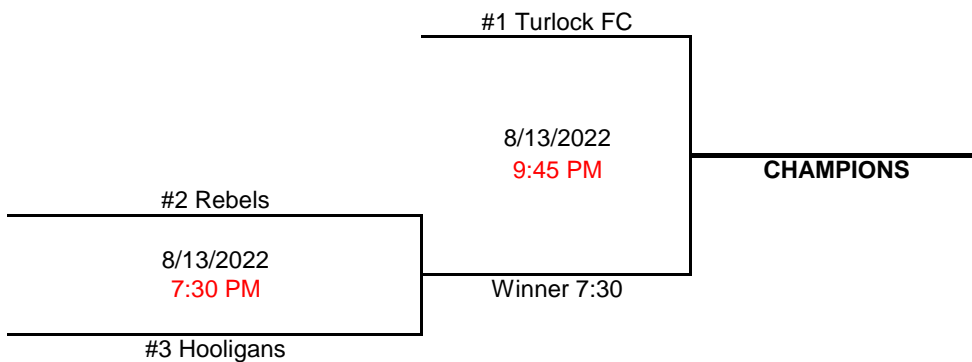 #1 Turlock FC
8/13/2022
9:45 PM
CHAMPIONS
#2 Rebels
8/13/2022
7:30 PM
Winner 7:30
#3 Hooligans